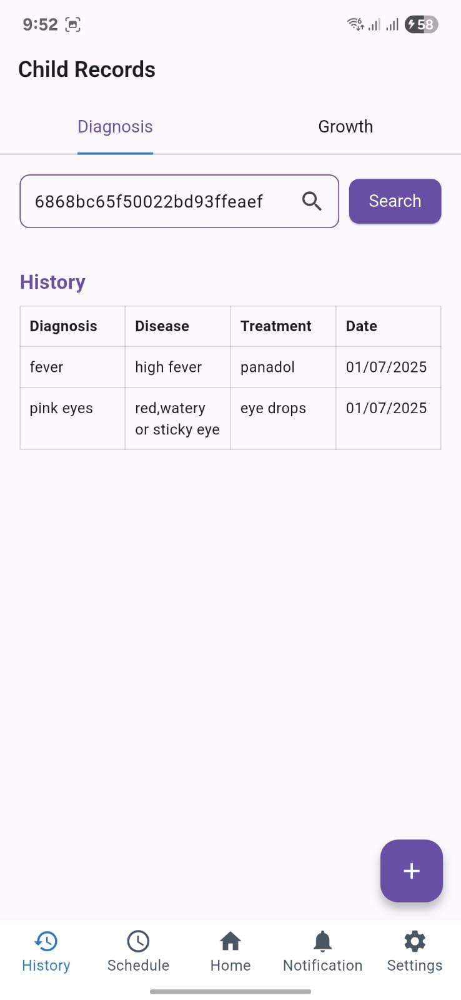 9:52 6 58
Child Records
Diagnosis Growth
6868bc65f50022bd93ffeaef Search
History
Diagnosis Disease Treatment Date
fever high fever panadol 01/07/2025
pink eyes red,watery eye drops 01/07/2025
or sticky eye
+
History Schedule Home Notification Settings